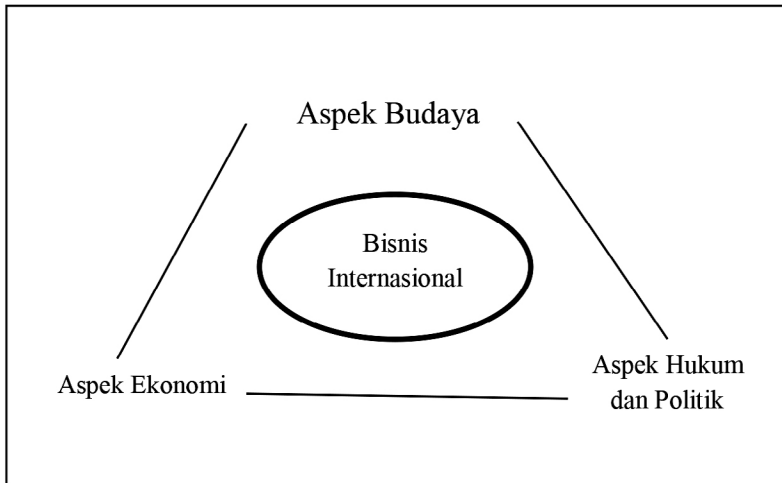 Aspek Budaya
Bisnis
Internasional
Aspek Ekonomi
Aspek Hukum
dan Politik